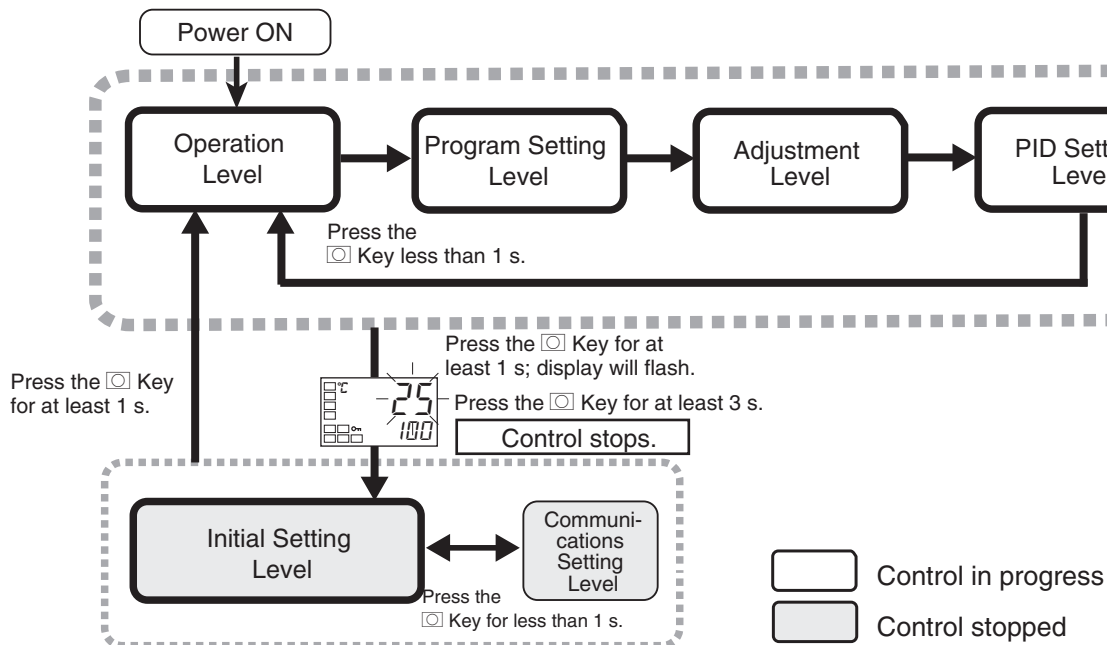 Power ON
Operation
Level
Program Setting
Level
Adjustment
Level
PID Sett
Leve
Press the
Key less than 1 s.
Press the Key for at
least 1 s; display will flash.
Press the Key
for at least 1 s.
°C
25
100
Press the Key for at least 3 s.
Control stops.
Initial Setting
Level
Communi-
cations
Setting
Level
Press the
Key for less than 1 s.
Control in progress
Control stopped